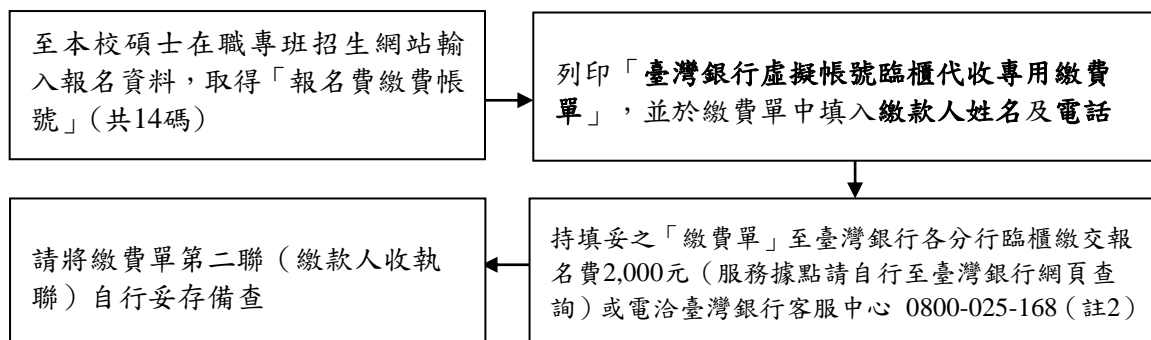 至本校碩士在職專班招生網站輸
入報名資料，取得「報名費繳費帳
號」(共14碼)
列印「臺灣銀行虛擬帳號臨櫃代收專用繳費
單」，並於繳費單中填入繳款人姓名及電話
持填妥之「繳費單」至臺灣銀行各分行臨櫃繳交報
名費2,000元（服務據點請自行至臺灣銀行網頁查
詢）或電洽臺灣銀行客服中心 0800-025-168（註2）
請將繳費單第二聯（繳款人收執
聯）自行妥存備查